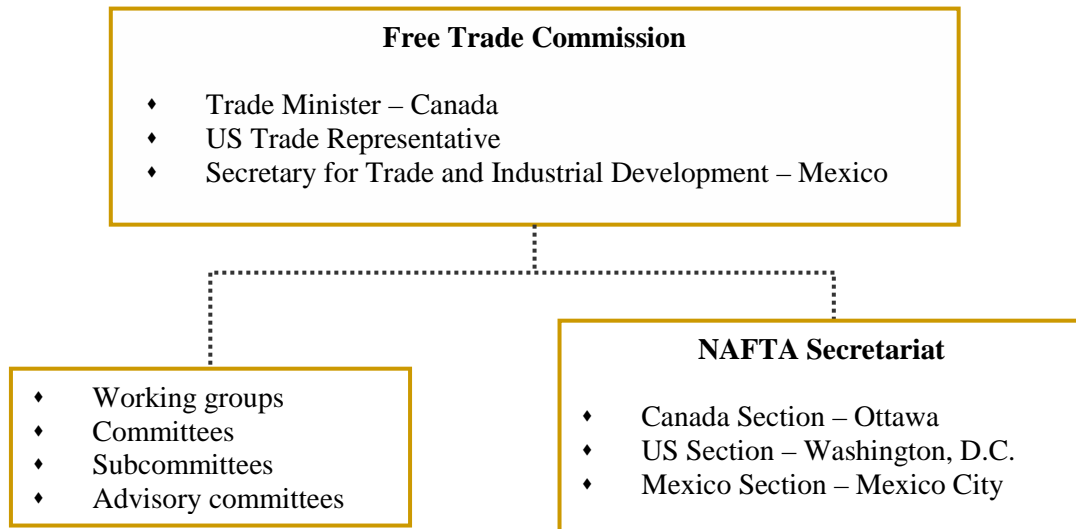 Free Trade Commission
⬧ Trade Minister – Canada
⬧ US Trade Representative
⬧ Secretary for Trade and Industrial Development – Mexico
⬧ Working groups
⬧ Committees
⬧ Subcommittees
⬧ Advisory committees
NAFTA Secretariat
⬧ Canada Section – Ottawa
⬧ US Section – Washington, D.C.
⬧ Mexico Section – Mexico City